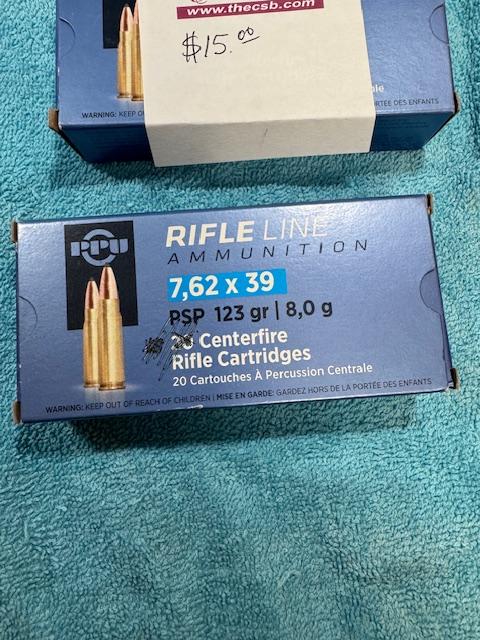 www.thecsb.com
$15.00
WARNING: KEEP O
RTÉE DES ENFANTS
PPU
RIFLE LINE
AMMUNITION
7,62 x 39
PSP 123 gr | 8,0 g
20 Centerfire
Rifle Cartridges
20 Cartouches À Percussion Centrale
WARNING: KEEP OUT OF REACH OF CHILDREN | MISE EN GARDE: GARDEZ HORS DE LA PORTÉE DES ENFANTS